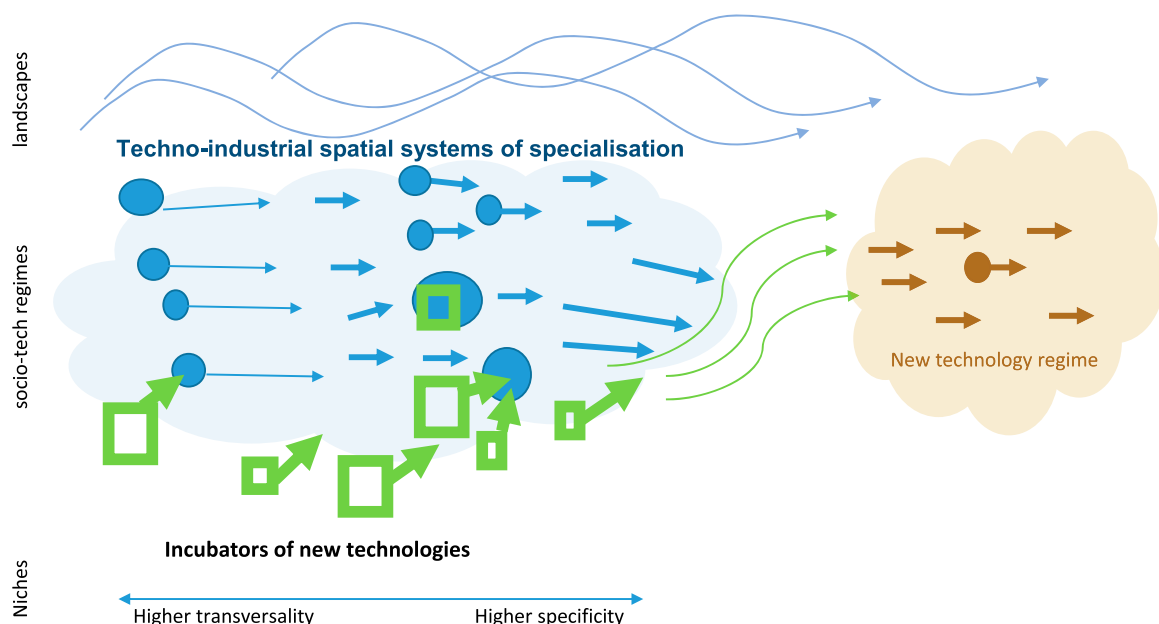 landscapes
Techno-industrial spatial systems of specialisation
socio-tech regimes
New technology regime
Incubators of new technologies
Niches
Higher transversality
Higher specificity